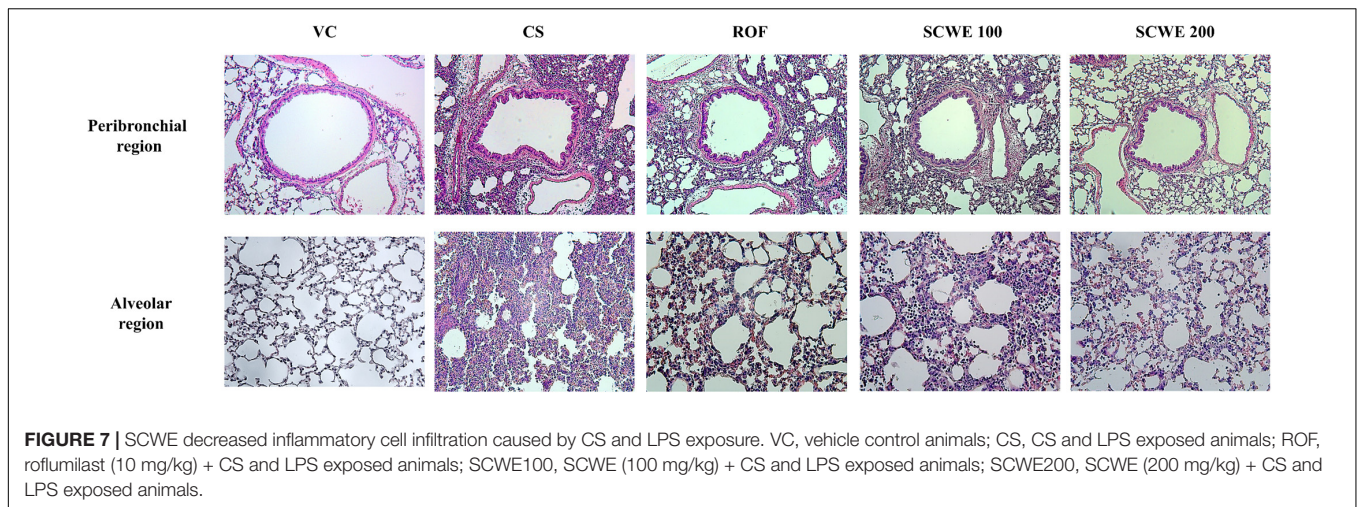 VC CS ROF SCWE 100 SCWE 200
Peribronchial
region
Alveolar
region
FIGURE 7 | SCWE decreased inflammatory cell infiltration caused by CS and LPS exposure. VC, vehicle control animals; CS, CS and LPS exposed animals; ROF,
roflumilast (10 mg/kg) + CS and LPS exposed animals; SCWE100, SCWE (100 mg/kg) + CS and LPS exposed animals; SCWE200, SCWE (200 mg/kg) + CS and
LPS exposed animals.